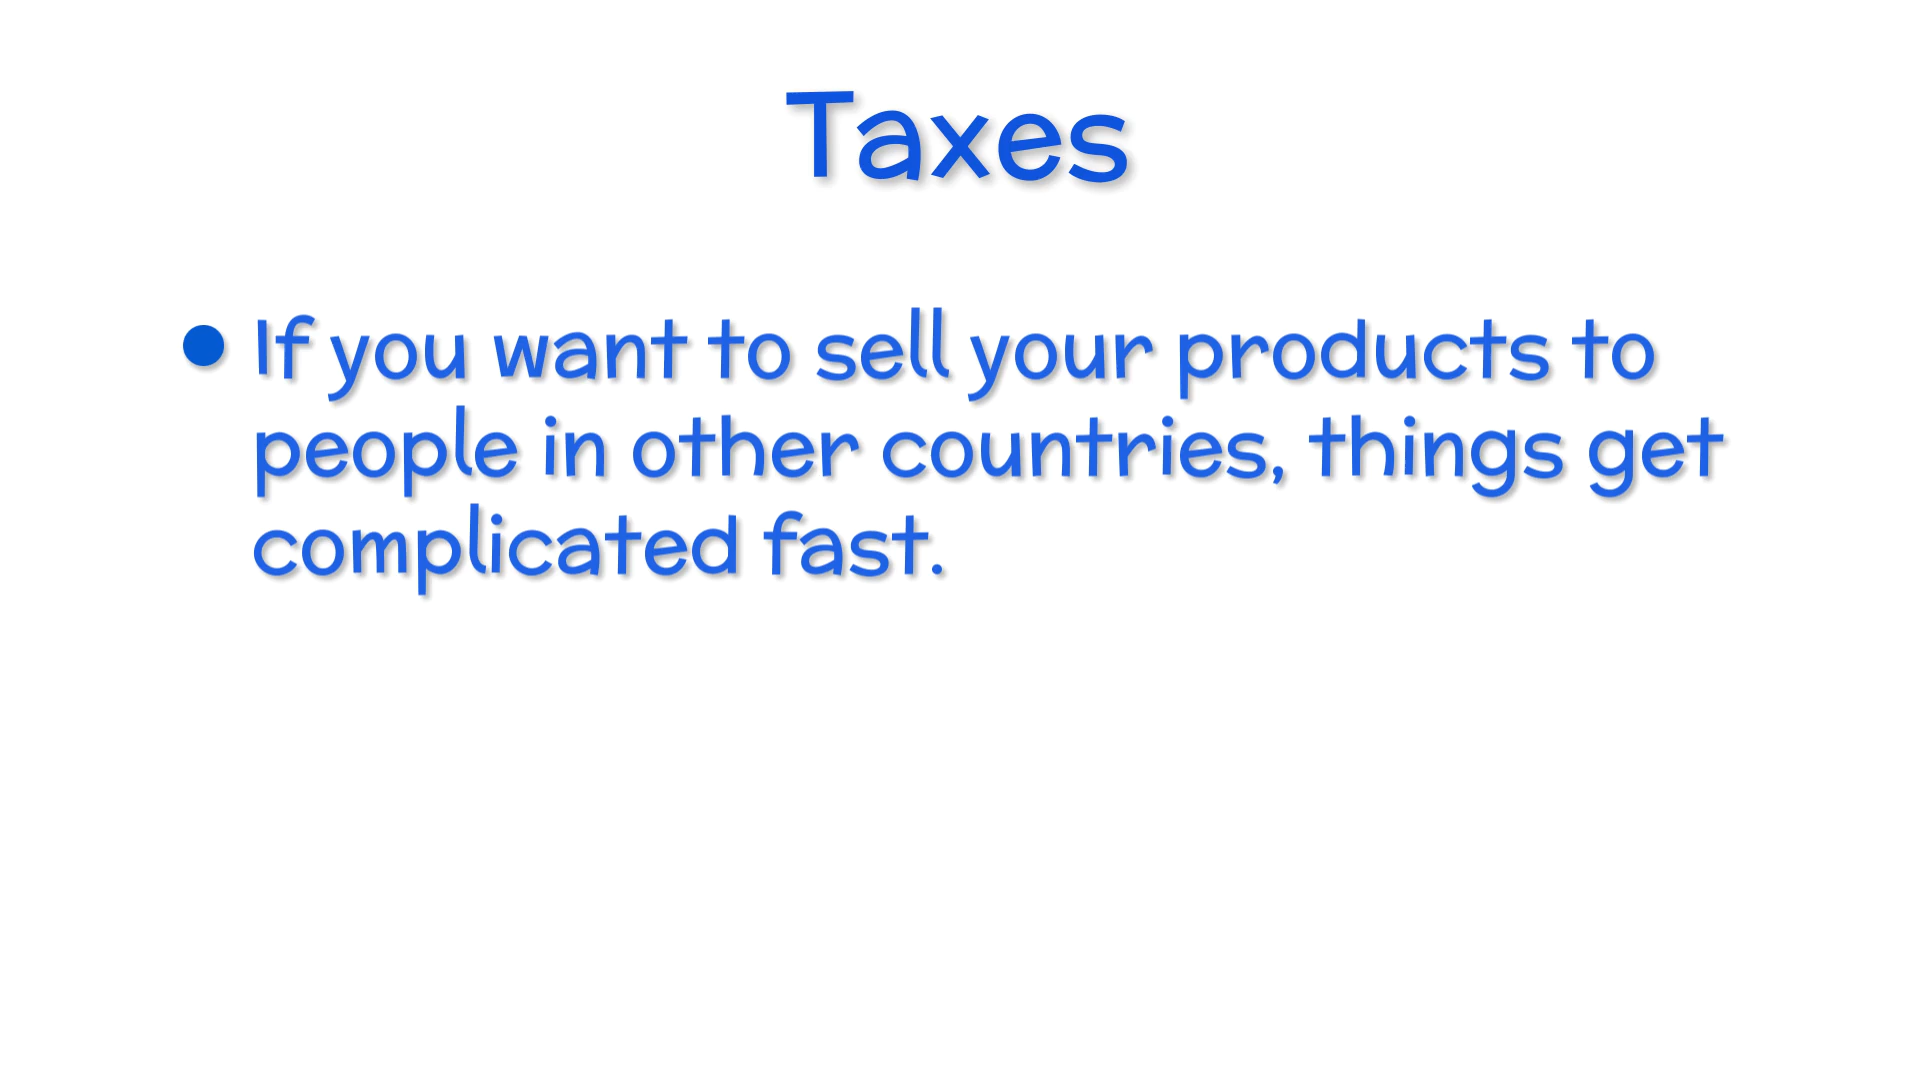 Taxes
• If you want to sell your products to
people in other countries, things get
complicated fast.